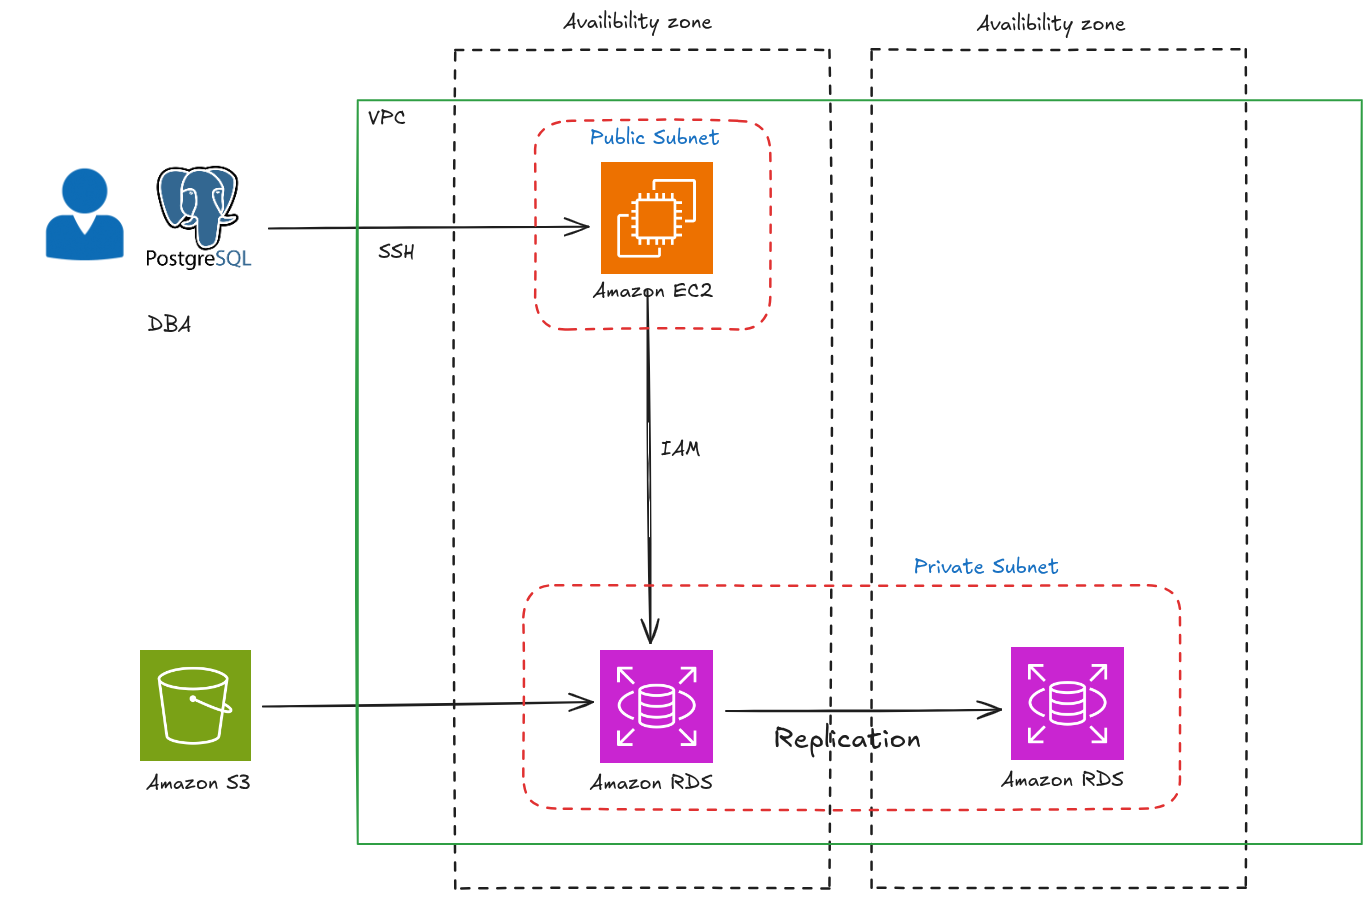 Availibility zone
Availibility zone
VPC
Public Subnet
PostgreSQL
SSH
Amazon EC2
DBA
IAM
Private Subnet
Replication
Amazon S3
Amazon RDS
Amazon RDS